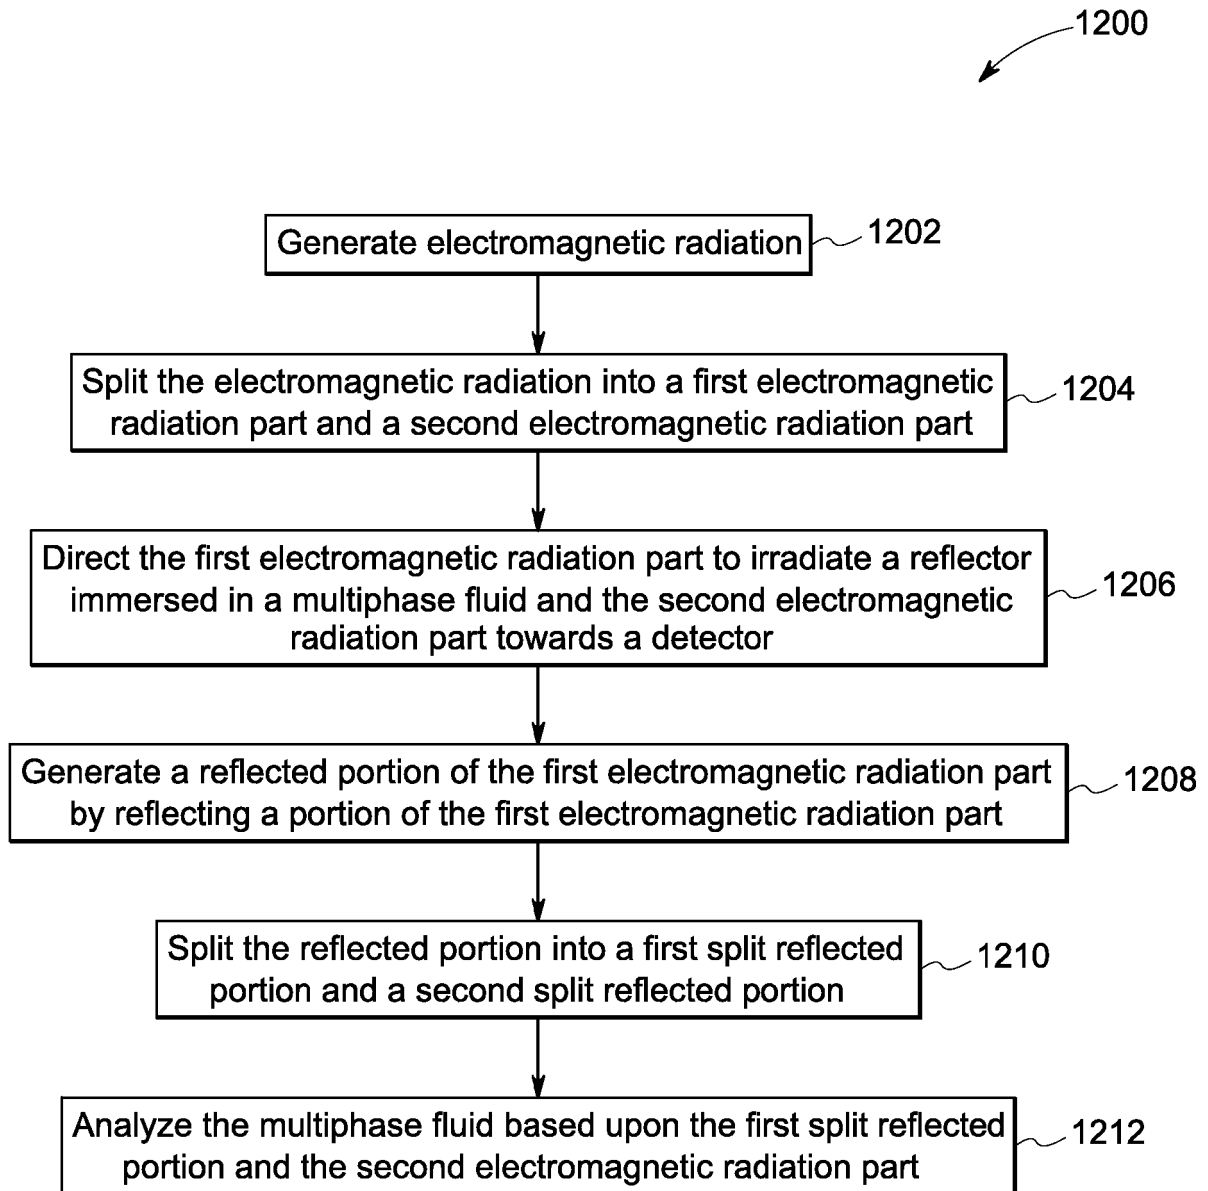 1200
Generate electromagnetic radiation
1202
Split the electromagnetic radiation into a first electromagnetic
radiation part and a second electromagnetic radiation part
1204
Direct the first electromagnetic radiation part to irradiate a reflector
immersed in a multiphase fluid and the second electromagnetic
radiation part towards a detector
1206
Generate a reflected portion of the first electromagnetic radiation part
by reflecting a portion of the first electromagnetic radiation part
1208
Split the reflected portion into a first split reflected
portion and a second split reflected portion
1210
Analyze the multiphase fluid based upon the first split reflected
portion and the second electromagnetic radiation part
1212